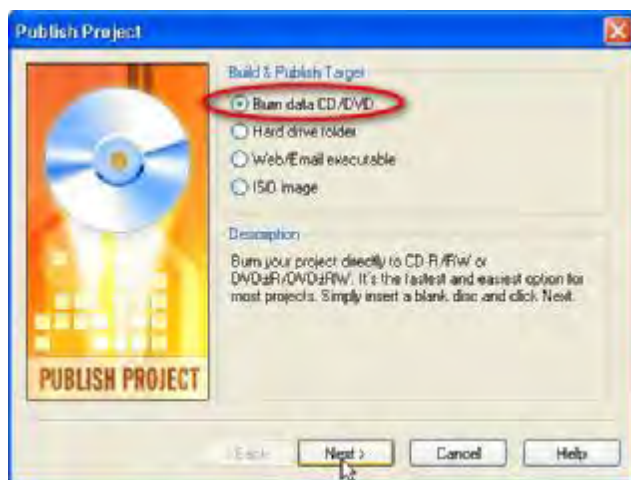 Publish Project
Build & Publish Target
Burn data CD/DVD
Hard drive folder
Web/Email executable
ISO image
Description
Burn your project directly to CD-R/RW or
DVD±R/DVD±RW. It's the fastest and easiest option for
most projects. Simply insert a blank disc and click Next.
PUBLISH PROJECT
< Back
Next >
Cancel
Help